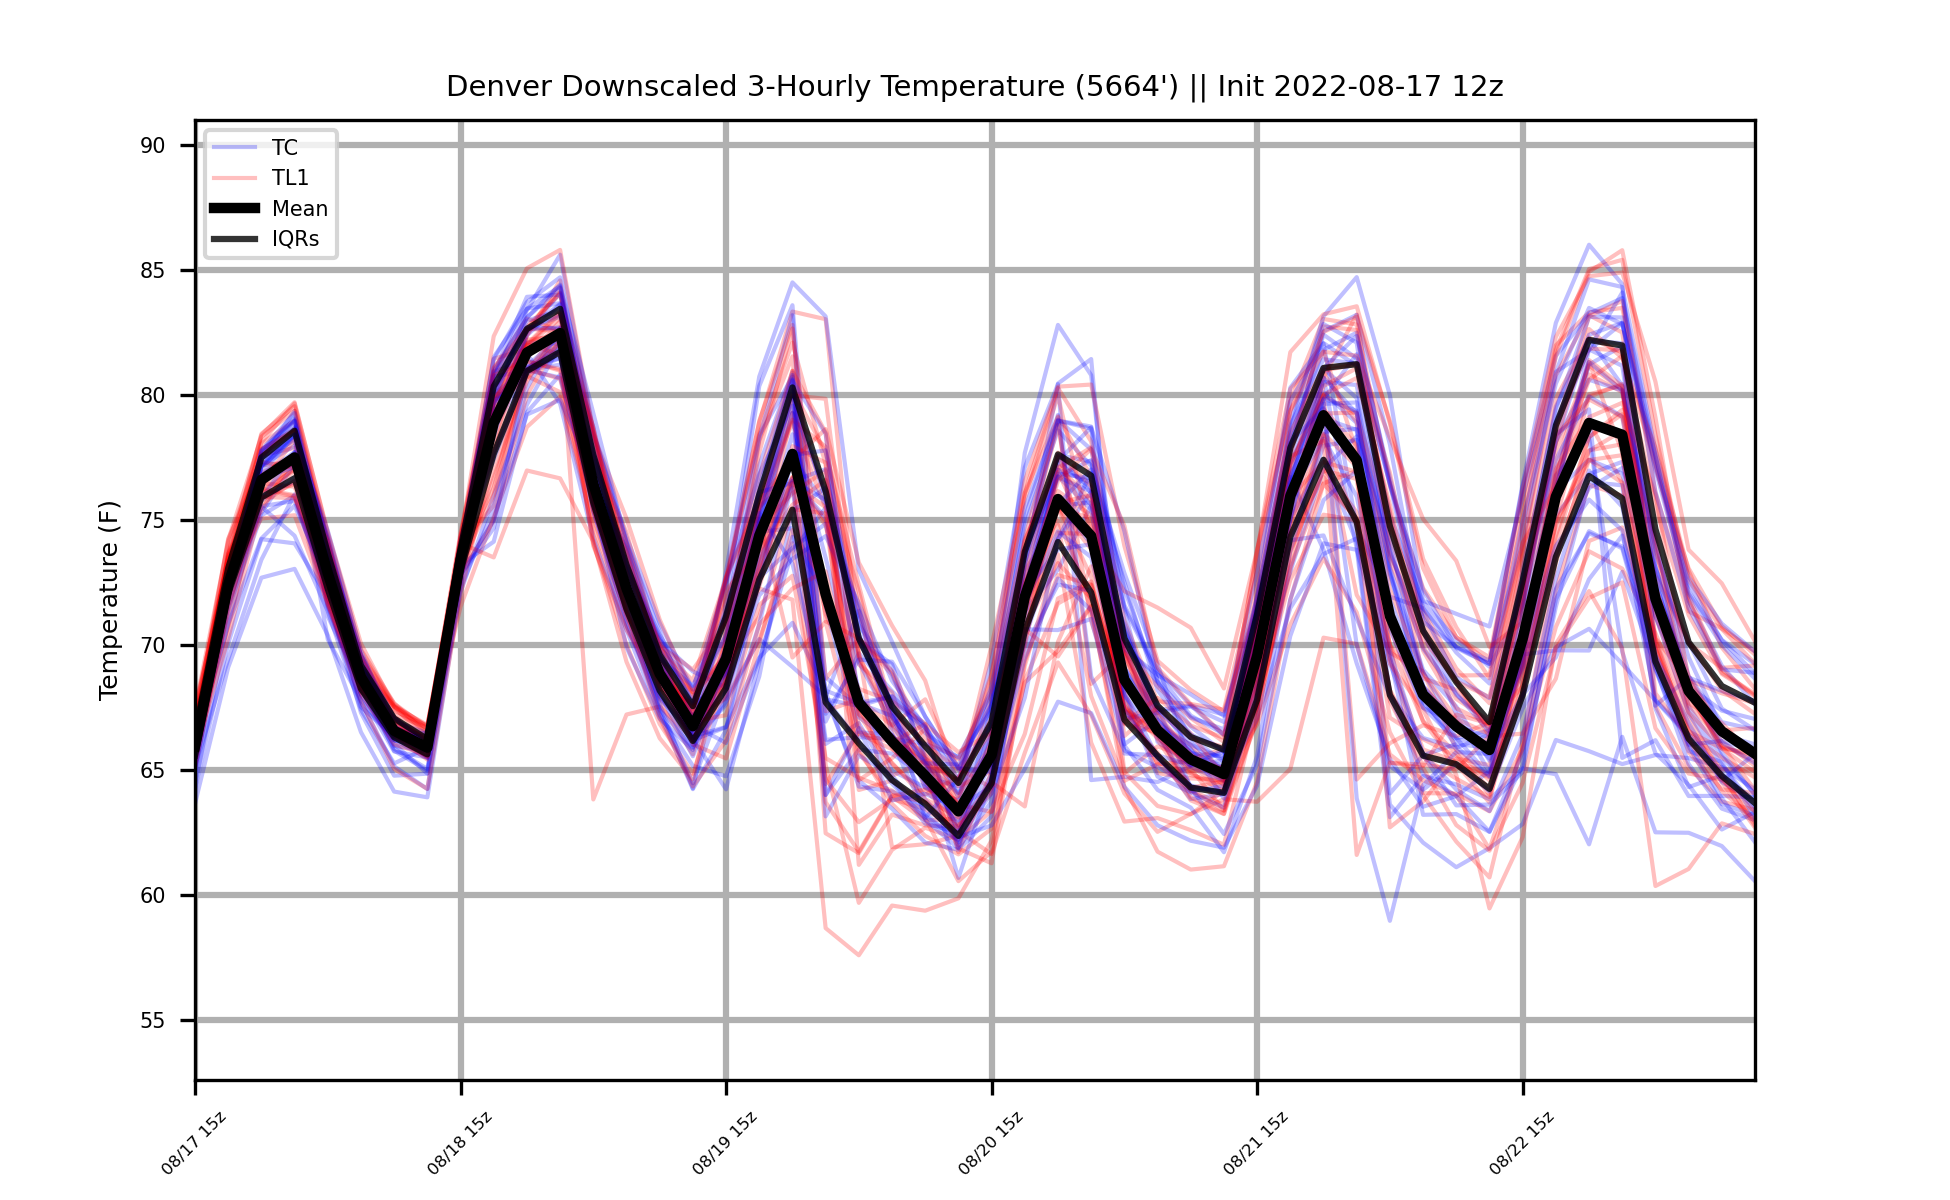 Denver Downscaled 3-Hourly Temperature (5664') || Init 2022-08-17 12z
TC
TL1
Mean
IQRs
Temperature (F)
90
85
80
75
70
65
60
55
08/17 15z
08/18 15z
08/19 15z
08/20 15z
08/21 15z
08/22 15z